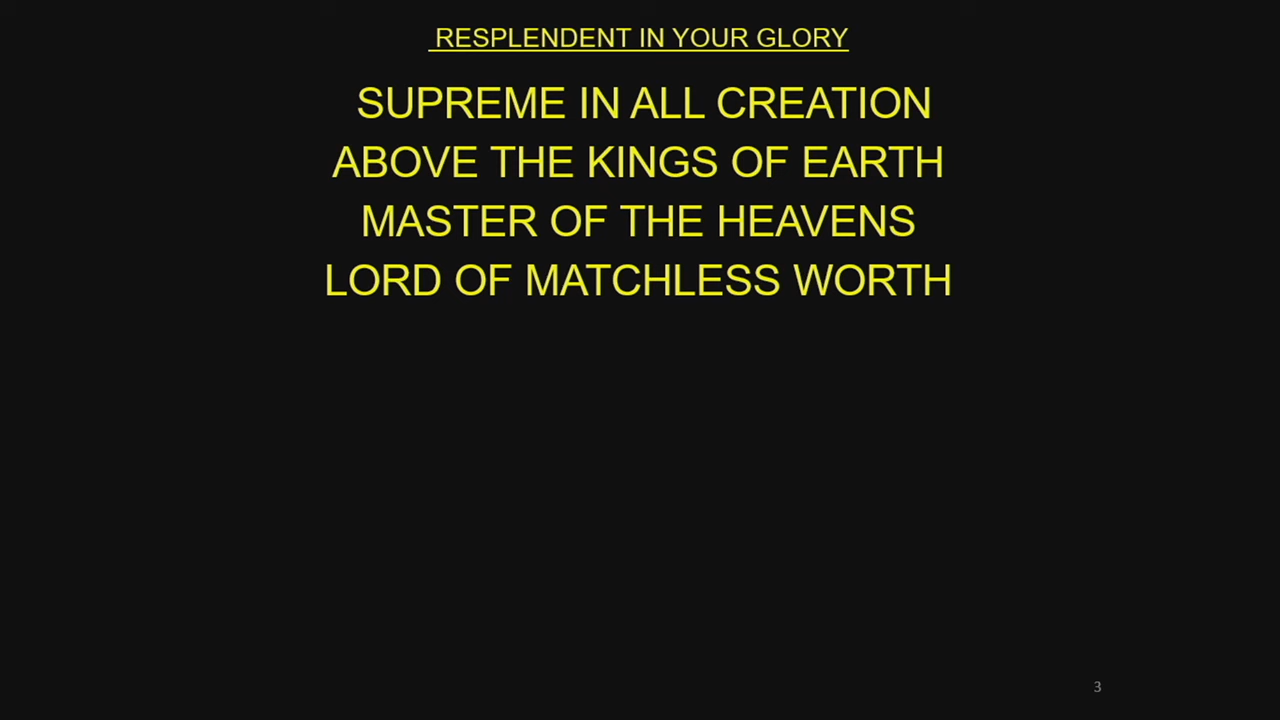 RESPLENDENT IN YOUR GLORY
SUPREME IN ALL CREATION
ABOVE THE KINGS OF EARTH
MASTER OF THE HEAVENS
LORD OF MATCHLESS WORTH
3